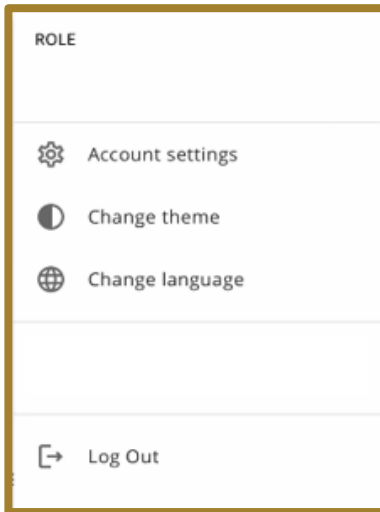 ROLE
Account settings
Change theme
Change language
Log Out